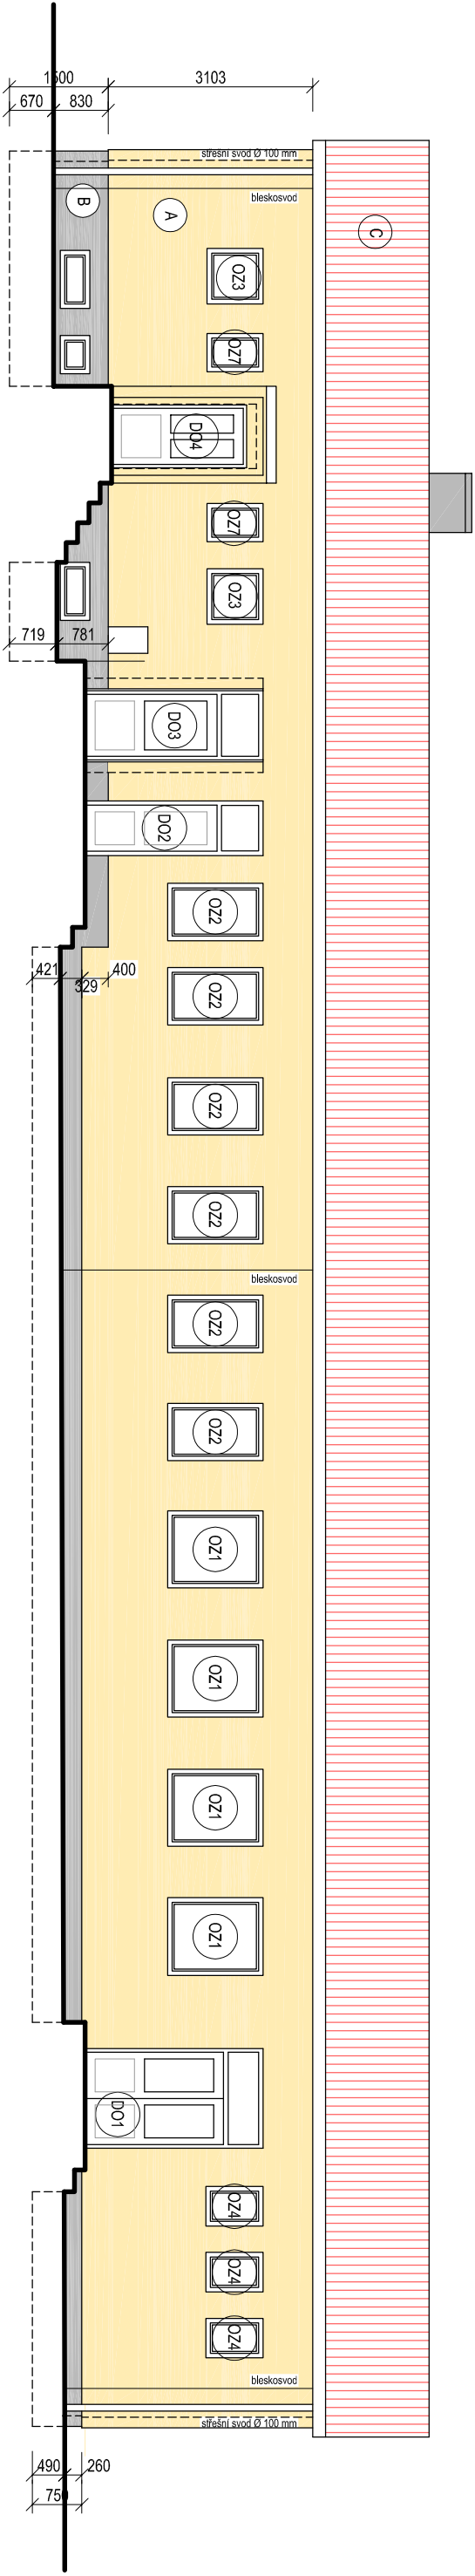 1500
3103
670
830
střešní svod Ø 100 mm
bleskosvod
A
B
C
OZ3
OZ7
DO4
OZ7
OZ3
719
781
DO3
DO2
OZ2
OZ2
421
329
400
OZ2
OZ2
bleskosvod
OZ2
OZ2
OZ1
OZ1
OZ1
OZ1
DO1
OZ4
OZ4
OZ4
bleskosvod
střešní svod Ø 100 mm
490
260
750